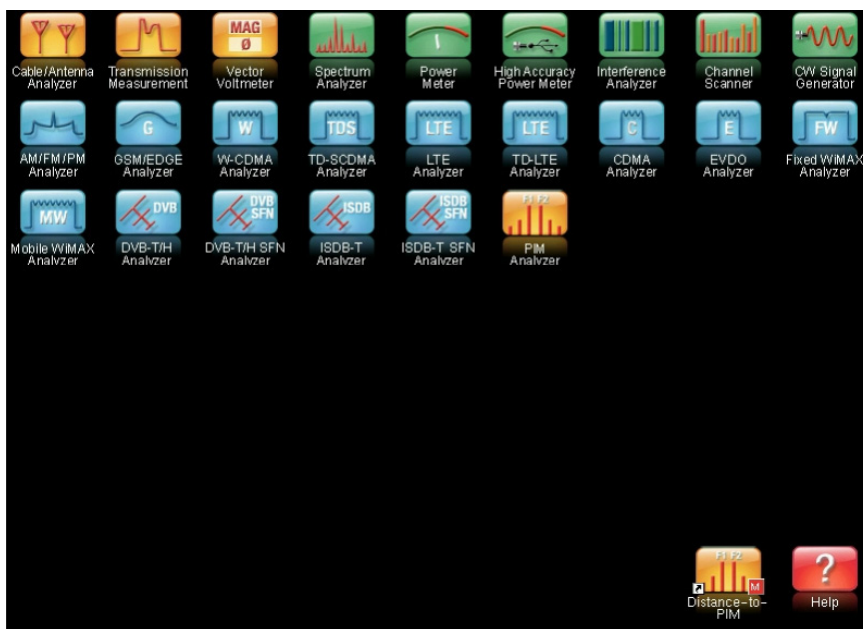 MAG
Ø
Cable/Antenna Analyzer
Transmission Measurement
Vector Voltmeter
Spectrum Analyzer
Power Meter
High Accuracy Power Meter
Interference Analyzer
Channel Scanner
CW Signal Generator
G
W
TDS
LTE
LTE
C
E
FW
AM/FM/PM Analyzer
GSM/EDGE Analyzer
W-CDMA Analyzer
TD-SCDMA Analyzer
LTE Analyzer
TD-LTE Analyzer
CDMA Analyzer
EVDO Analyzer
Fixed WiMAX Analyzer
MW
DVB
DVB SFN
ISDB
ISDB SFN
F1 F2
Mobile WiMAX Analyzer
DVB-T/H Analyzer
DVB-T/H SFN Analyzer
ISDB-T Analyzer
ISDB-T SFN Analyzer
PIM Analyzer
F1 F2
M
?
Distance-to-PIM
Help